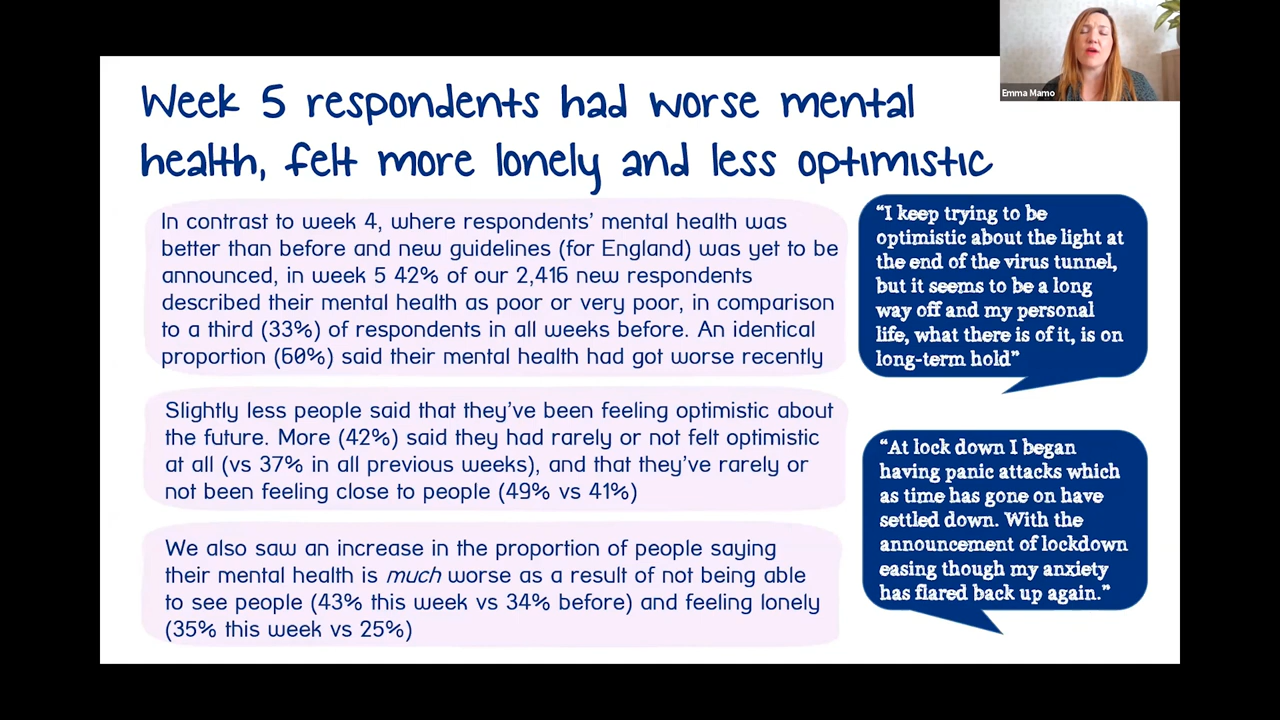 Week 5 respondents had worse mental
health, felt more lonely and less optimistic
Emma Mamo
In contrast to week 4, where respondents’ mental health was
better than before and new guidelines (for England) was yet to be
announced, in week 5 42% of our 2,416 new respondents
described their mental health as poor or very poor, in comparison
to a third (33%) of respondents in all weeks before. An identical
proportion (60%) said their mental health had got worse recently
Slightly less people said that they’ve been feeling optimistic about
the future. More (42%) said they had rarely or not felt optimistic
at all (vs 37% in all previous weeks), and that they’ve rarely or
not been feeling close to people (49% vs 41%)
We also saw an increase in the proportion of people saying
their mental health is much worse as a result of not being able
to see people (43% this week vs 34% before) and feeling lonely
(35% this week vs 25%)
“I keep trying to be
optimistic about the light at
the end of the virus tunnel,
but it seems to be a long
way off and my personal
life, what there is of it, is on
long-term hold”
“At lock down I began
having panic attacks which
as time has gone on have
settled down. With the
announcement of lockdown
easing though my anxiety
has flared back up again.”